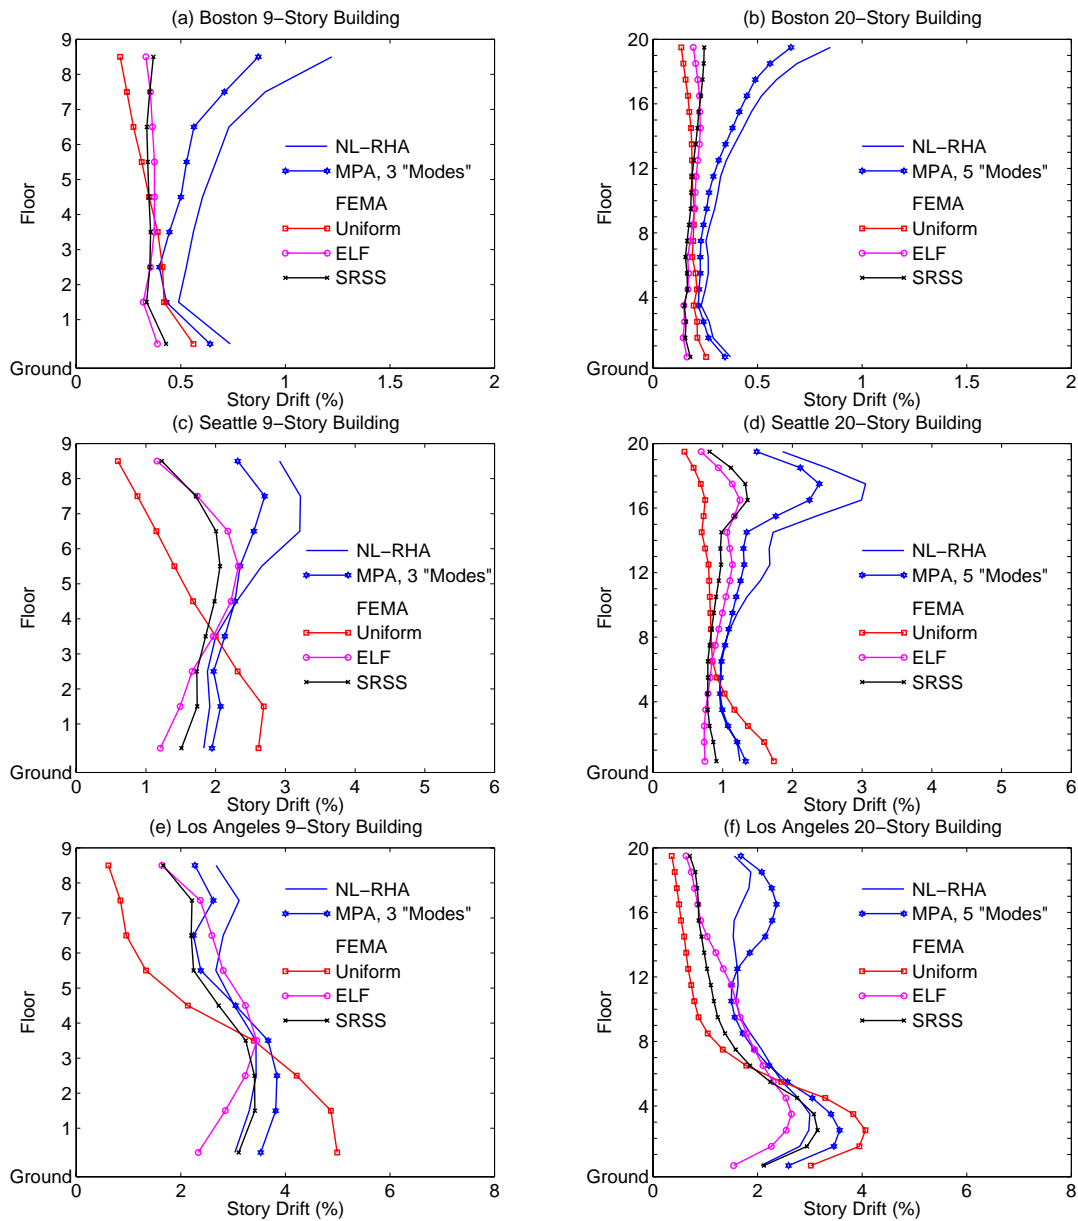 (a) Boston 9−Story Building
9
8
7
6
5
4
3
2
1
Ground
Floor
0
0.5
1
1.5
2
Story Drift (%)
NL−RHA
MPA, 3 "Modes"
FEMA
Uniform
ELF
SRSS
(b) Boston 20−Story Building
20
16
12
8
4
Ground
Floor
0
0.5
1
1.5
2
Story Drift (%)
NL−RHA
MPA, 5 "Modes"
FEMA
Uniform
ELF
SRSS
(c) Seattle 9−Story Building
9
8
7
6
5
4
3
2
1
Ground
Floor
0
1
2
3
4
5
6
Story Drift (%)
NL−RHA
MPA, 3 "Modes"
FEMA
Uniform
ELF
SRSS
(d) Seattle 20−Story Building
20
16
12
8
4
Ground
Floor
0
1
2
3
4
5
6
Story Drift (%)
NL−RHA
MPA, 5 "Modes"
FEMA
Uniform
ELF
SRSS
(e) Los Angeles 9−Story Building
9
8
7
6
5
4
3
2
1
Ground
Floor
0
2
4
6
8
Story Drift (%)
NL−RHA
MPA, 3 "Modes"
FEMA
Uniform
ELF
SRSS
(f) Los Angeles 20−Story Building
20
16
12
8
4
Ground
Floor
0
2
4
6
8
Story Drift (%)
NL−RHA
MPA, 5 "Modes"
FEMA
Uniform
ELF
SRSS